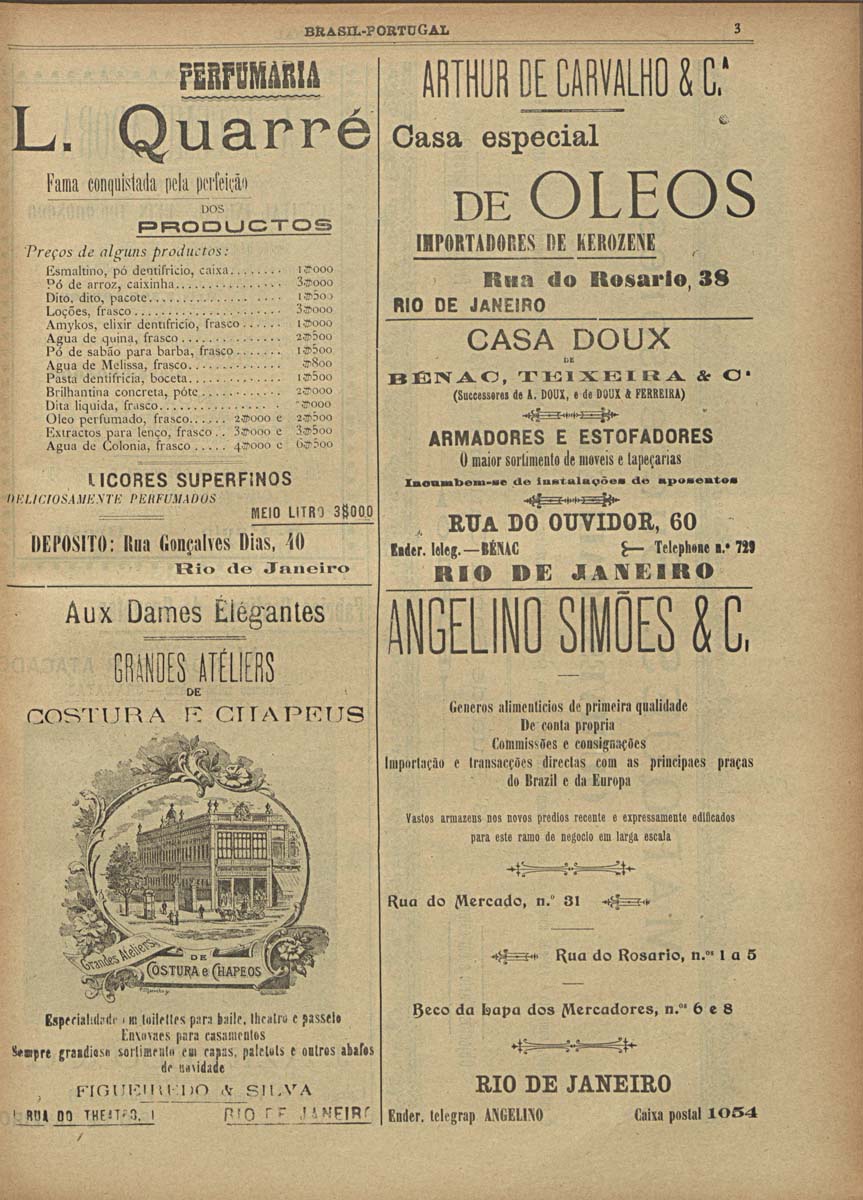 BRASIL-PORTUGAL 3
PERFUMARIA
L. Quarré
Fama conquistada pela perfeição
DOS
PRODUCTOS
Preços de alguns productos:
Esmaltino, pó dentifricio, caixa........ 1$000
Pó de arroz, caixinha................ 3$000
Dito, dito, pacote................ 1$500
Loções, frasco.................... 3$000
Amykos, elixir dentifricio, frasco...... 1$000
Agua de quina, frasco............... 2$500
Pó de sabão para barba, frasco....... 1$500
Agua de Melissa, frasco.............. $800
Pasta dentifricia, boceta.............. 1$500
Brilhantina concreta, póte............ 2$000
Dita liquida, frasco................. $000
Oleo perfumado, frasco...... 2$000 e 2$500
Extractos para lenço, frasco.. 3$000 e 3$500
Agua de Colonia, frasco..... 4$000 e 6$500
LICORES SUPERFINOS
DELICIOSAMENTE PERFUMADOS
MEIO LITRO 3$000
DEPOSITO: Rua Gonçalves Dias, 40
Rio de Janeiro
Aux Dames Élégantes
GRANDES ATÉLIERS
DE
COSTURA E CHAPEUS
Grandes Ateliers
DE
COSTURA e CHAPEOS
Especialidade em toilettes para baile, theatro e passeio
Enxovaes para casamentos
Sempre grandioso sortimento em capas, paletots e outros abafos
de novidade
FIGUEIREDO & SILVA
RUA DO THEATRO, 1 RIO DE JANEIRO
ARTHUR DE CARVALHO & C.ª
Casa especial
DE OLEOS
IMPORTADORES DE KEROZENE
Rua do Rosario, 38
RIO DE JANEIRO
CASA DOUX
DE
BÉNAC, TEIXEIRA & Cª
(Successores de A. DOUX, e de DOUX & FERREIRA)
ARMADORES E ESTOFADORES
O maior sortimento de moveis e tapeçarias
Incumbem-se de instalações de aposentos
RUA DO OUVIDOR, 60
Ender. teleg.—BÉNAC Telephone n.º 729
RIO DE JANEIRO
ANGELINO SIMÕES & C.
Generos alimenticios de primeira qualidade
De conta propria
Commissões e consignações
Importação e transacções directas com as principaes praças
do Brazil e da Europa
Vastos armazens nos novos predios recente e expressamente edificados
para este ramo de negocio em larga escala
Rua do Mercado, n.º 31
Rua do Rosario, n.ºs 1 a 5
Beco da Lapa dos Mercadores, n.ºs 6 e 8
RIO DE JANEIRO
Ender. telegrap ANGELINO Caixa postal 1054